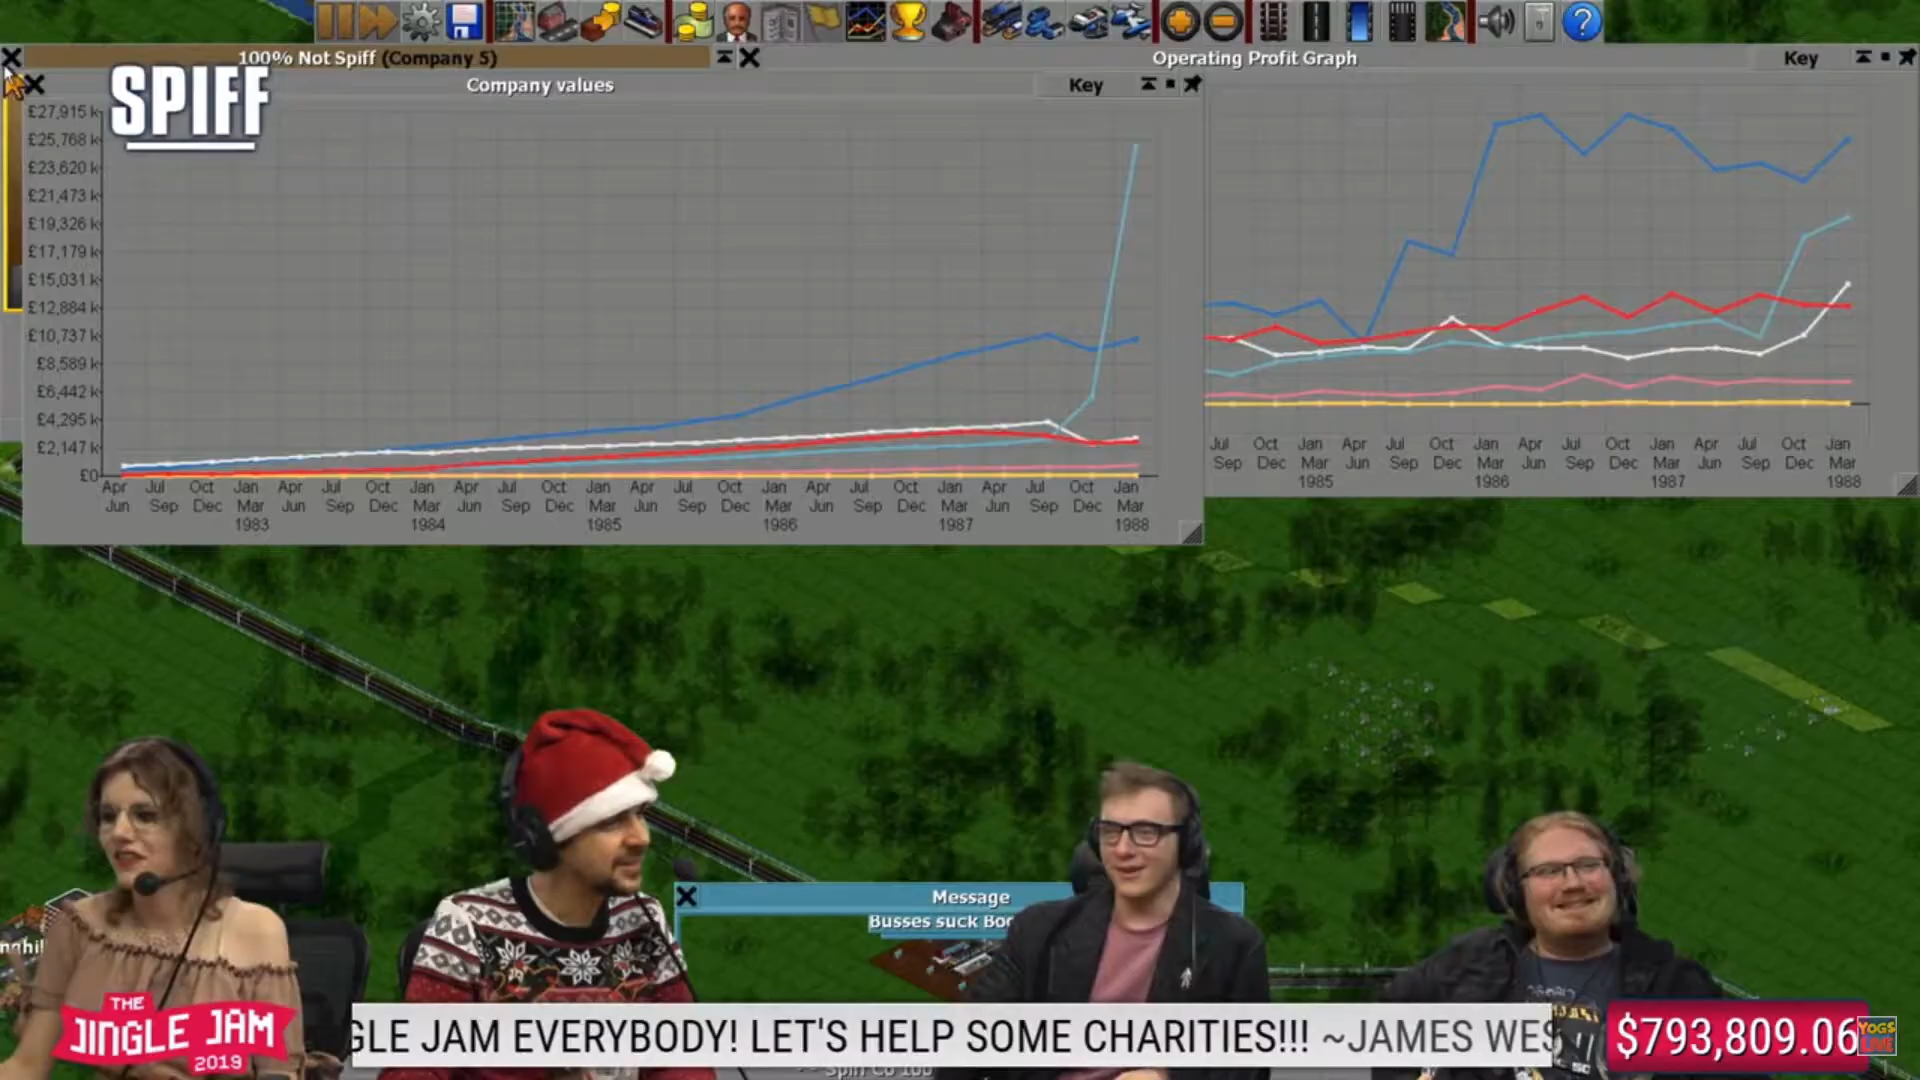 100% Not Spiff (Company 5)
Operating Profit Graph
Key
SPIFF
Company values
Key
£27,915 k
£25,768 k
£23,620 k
£21,473 k
£19,326 k
£17,179 k
£15,031 k
£12,884 k
£10,737 k
£8,589 k
£6,442 k
£4,295 k
£2,147 k
£0
Apr Jul Oct Jan Apr Jul Oct Jan Apr Jul Oct Jan Apr Jul Oct Jan Apr Jul Oct Jan Apr Jul Oct Jan
Jun Sep Dec Mar Jun Sep Dec Mar Jun Sep Dec Mar Jun Sep Dec Mar Jun Sep Dec Mar Jun Sep Dec Mar
1983 1984 1985 1986 1987 1988
Jul Oct Jan Apr Jul Oct Jan Apr Jul Oct Jan Apr Jul Oct Jan
Sep Dec Mar Jun Sep Dec Mar Jun Sep Dec Mar Jun Sep Dec Mar
1985 1986 1987 1988
Message
Busses suck
THE
JINGLE JAM
2019
GLE JAM EVERYBODY! LET'S HELP SOME CHARITIES!!! ~JAMES WES
$793,809.06
YOGS
LIVE